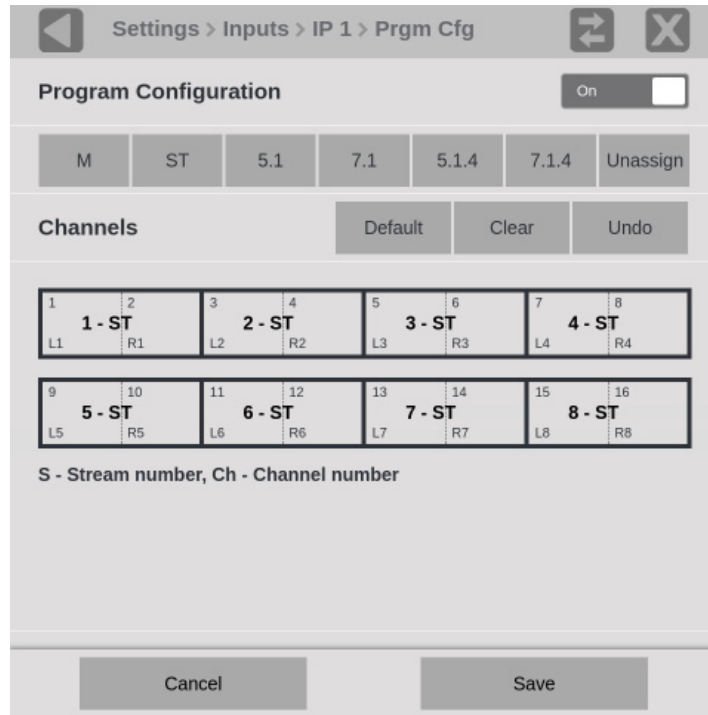 Settings > Inputs > IP 1 > Prgm Cfg
Program Configuration On
M ST 5.1 7.1 5.1.4 7.1.4 Unassign
Channels Default Clear Undo
1 2 3 4 5 6 7 8
1 - ST 2 - ST 3 - ST 4 - ST
L1 R1 L2 R2 L3 R3 L4 R4
9 10 11 12 13 14 15 16
5 - ST 6 - ST 7 - ST 8 - ST
L5 R5 L6 R6 L7 R7 L8 R8
S - Stream number, Ch - Channel number
Cancel Save